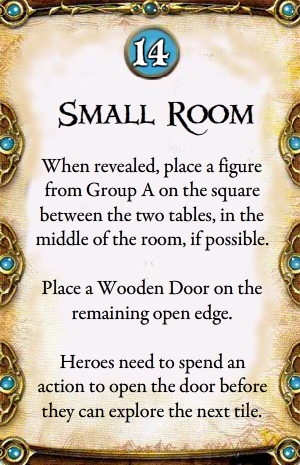 14
Small Room
When revealed, place a figure
from Group A on the square
between the two tables, in the
middle of the room, if possible.
Place a Wooden Door on the
remaining open edge.
Heroes need to spend an
action to open the door before
they can explore the next tile.